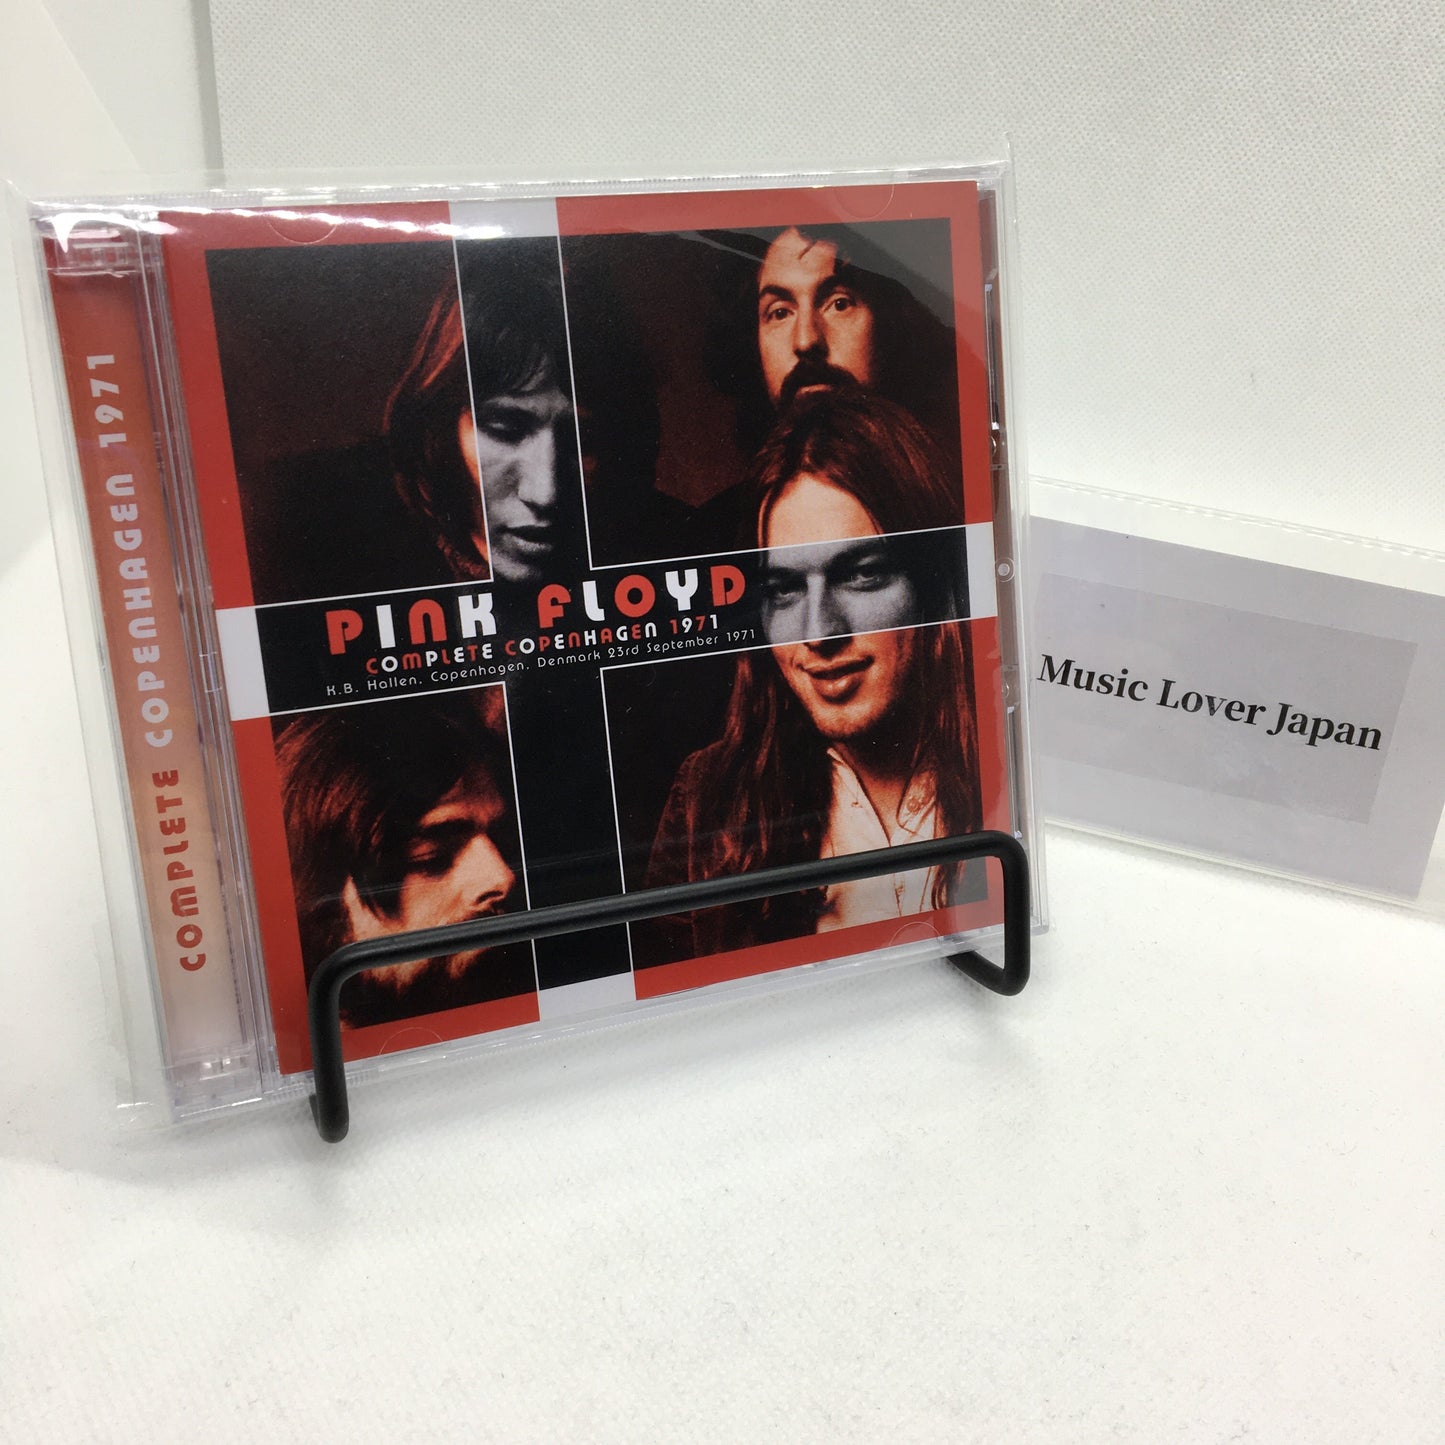 COMPLETE COPENHAGEN 1971
PINK FLOYD
COMPLETE COPENHAGEN 1971
K.B. Hallen, Copenhagen, Denmark 23rd September 1971
Music Lover Japan